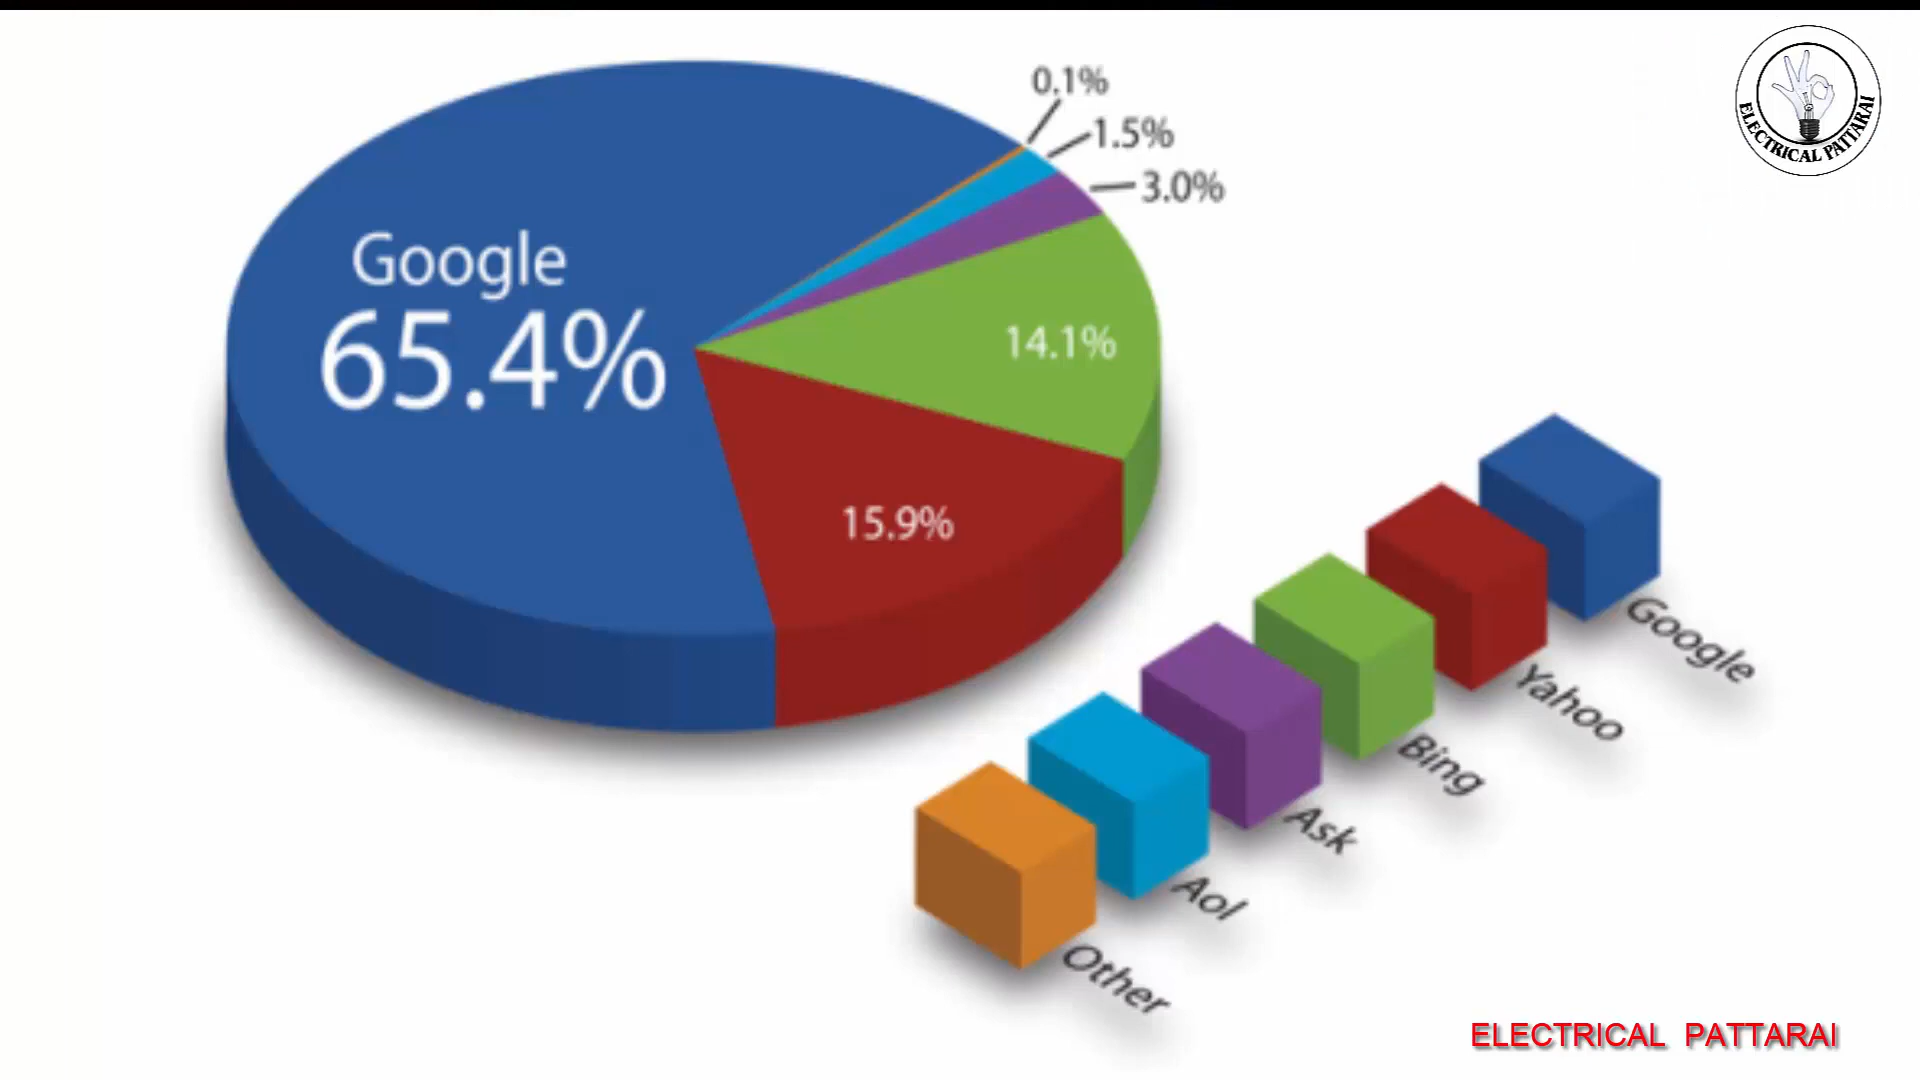 0.1%
1.5%
3.0%
Google
65.4%
14.1%
15.9%
Google
Yahoo
Bing
Ask
Aol
Other
ELECTRICAL PATTARAI
ELECTRICAL PATTARAI